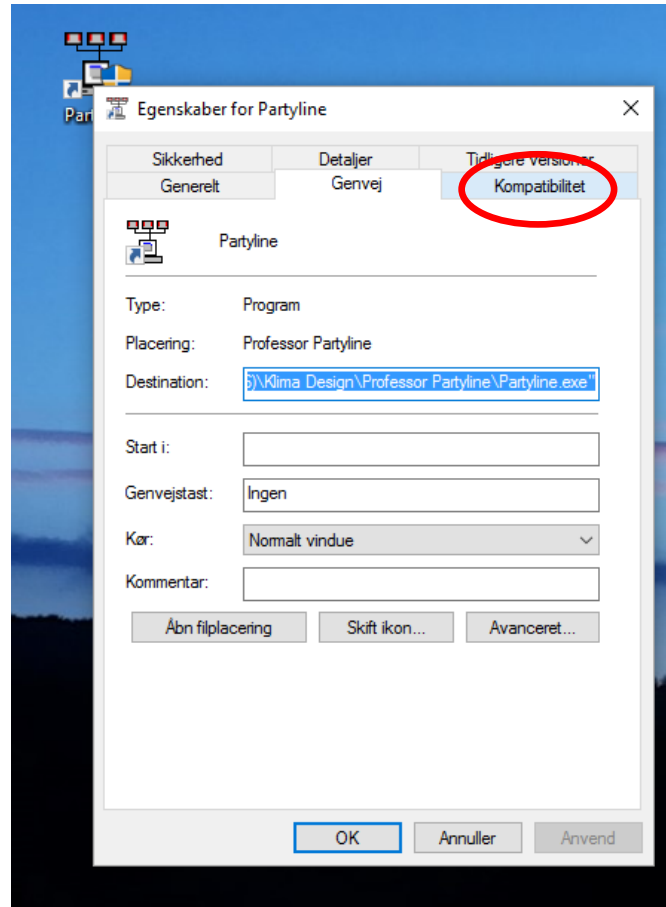 Part
Egenskaber for Partyline
Sikkerhed Detaljer Tidligere versioner
Generelt Genvej Kompatibilitet
Partyline
Type: Program
Placering: Professor Partyline
Destination: 6)\Klima Design\Professor Partyline\Partyline.exe"
Start i:
Genvejstast: Ingen
Kør: Normalt vindue
Kommentar:
Åbn filplacering Skift ikon... Avanceret...
OK Annuller Anvend